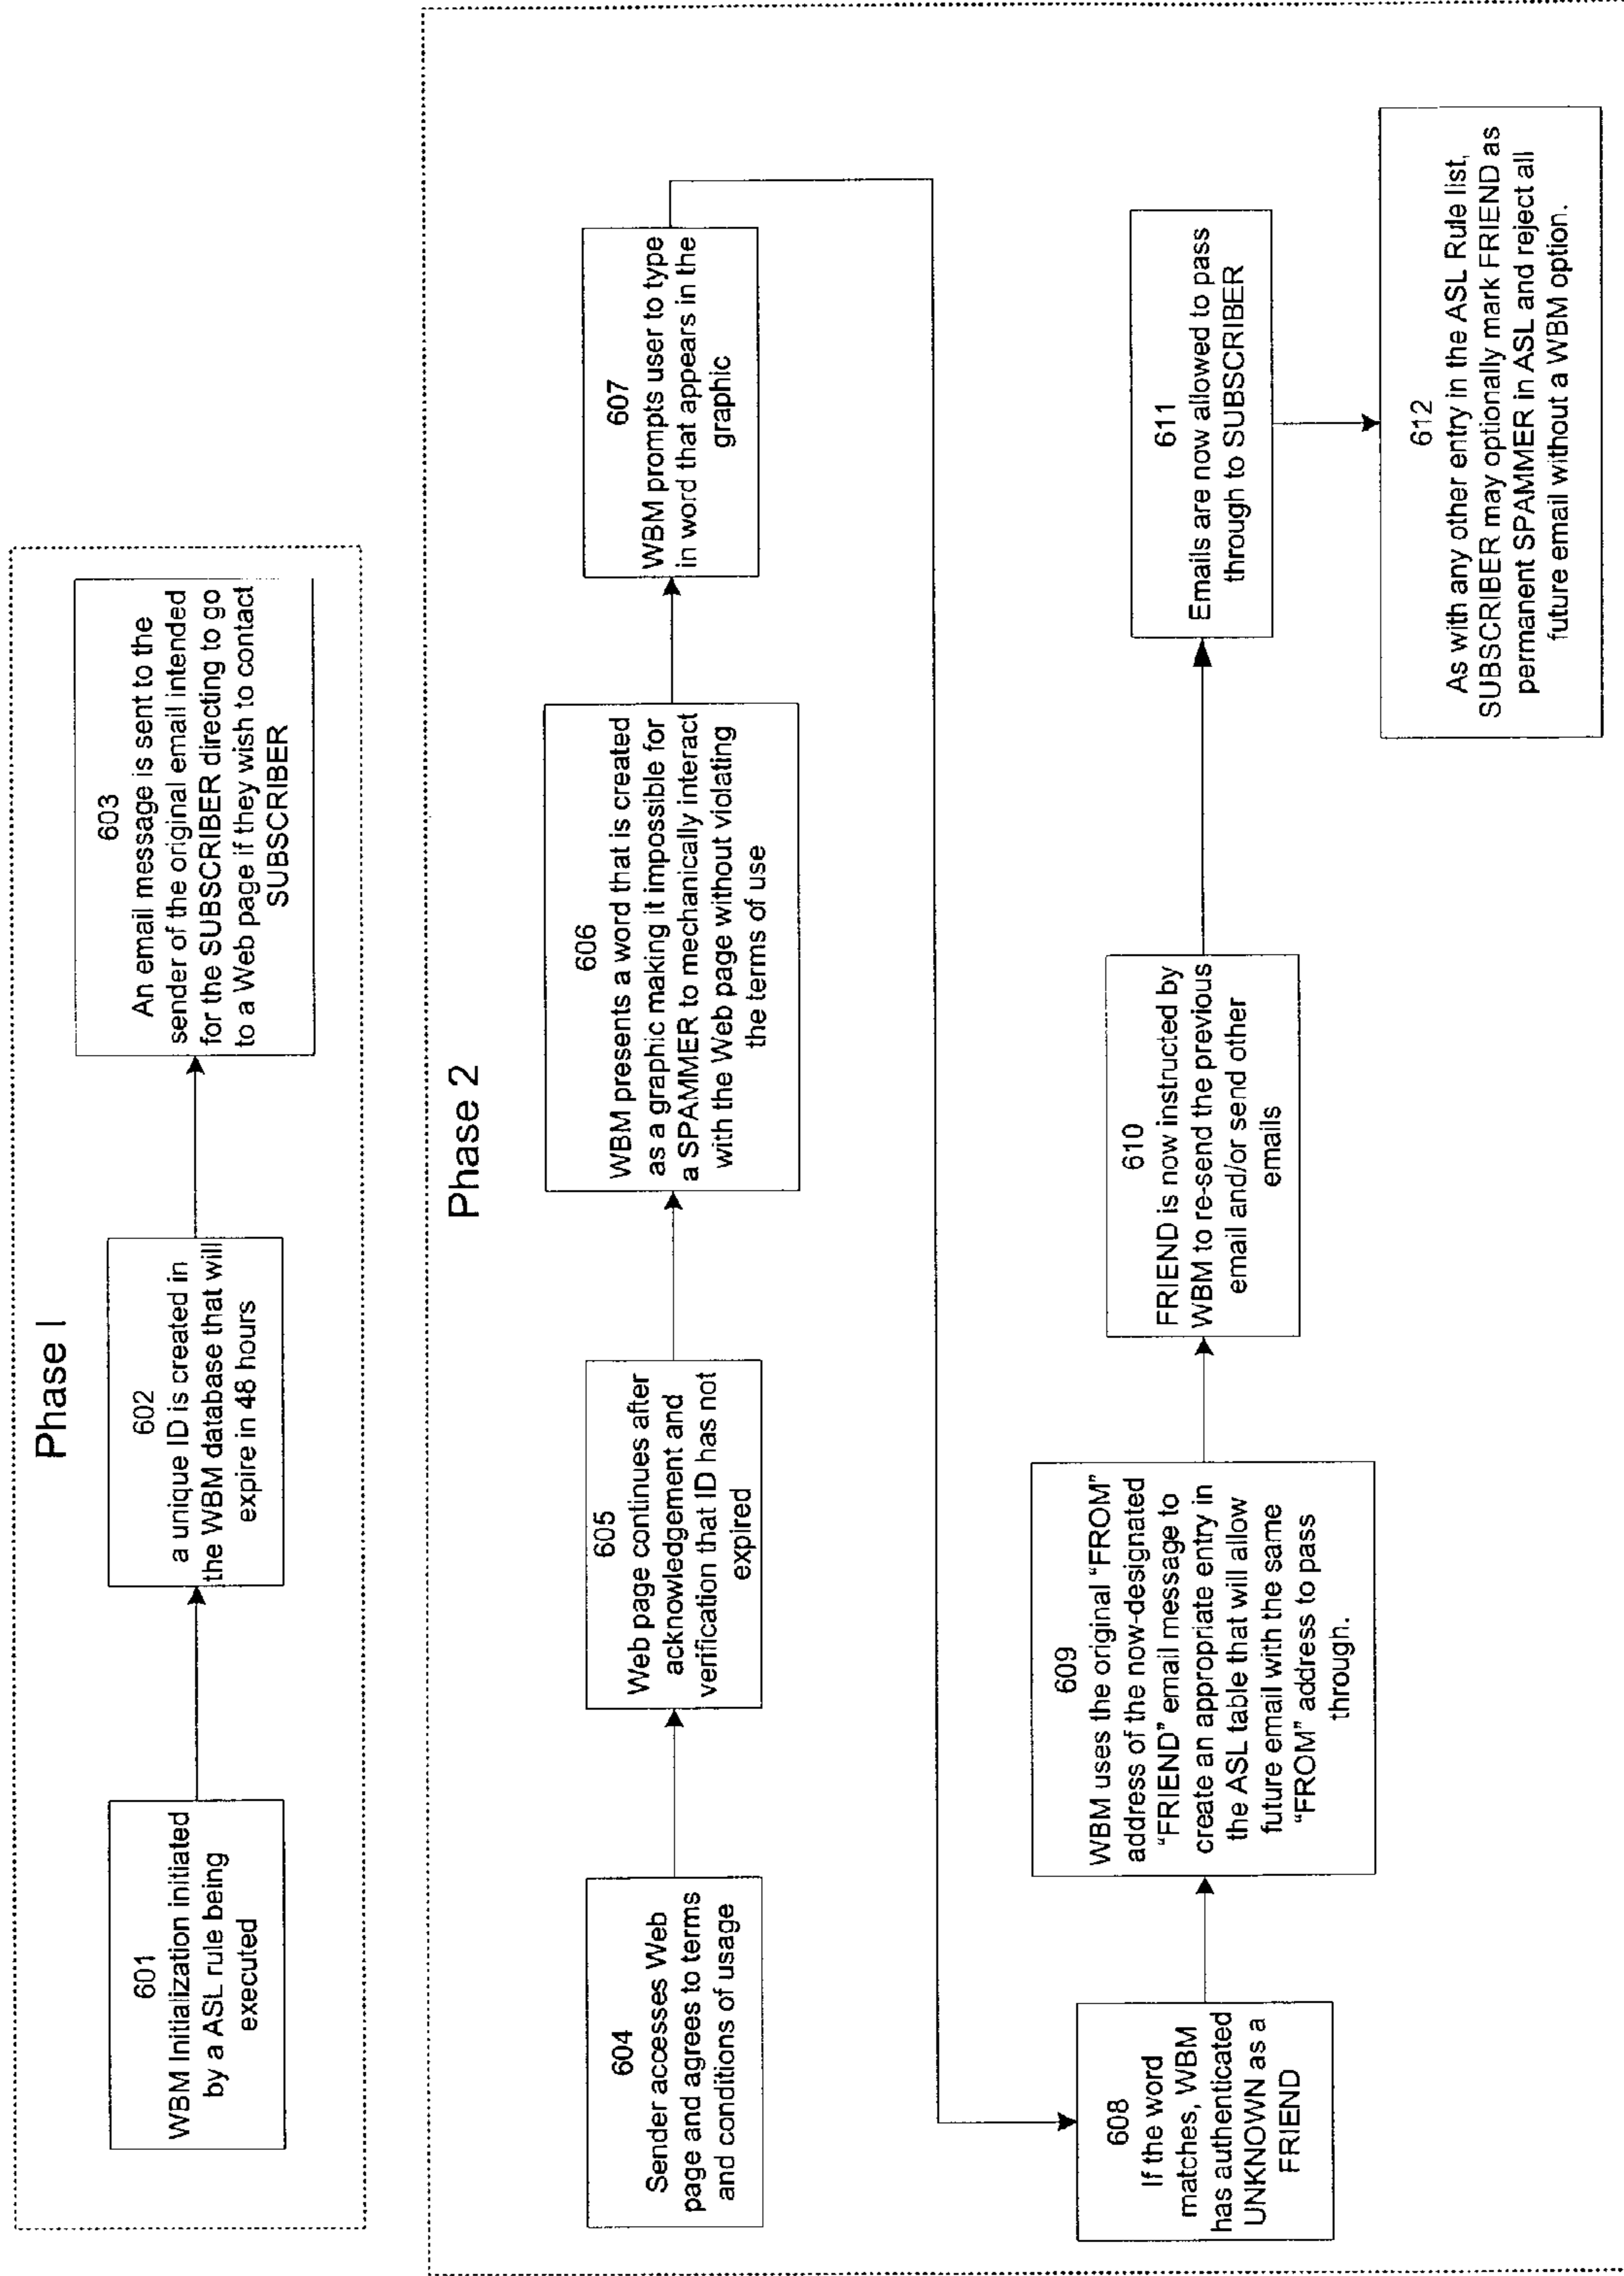 Phase I
601
WBM Initialization initiated
by a ASL rule being
executed
602
a unique ID is created in
the WBM database that will
expire in 48 hours
603
An email message is sent to the
sender of the original email intended
for the SUBSCRIBER directing to go
to a Web page if they wish to contact
SUBSCRIBER
Phase 2
604
Sender accesses Web
page and agrees to terms
and conditions of usage
605
Web page continues after
acknowledgement and
verification that ID has not
expired
606
WBM presents a word that is created
as a graphic making it impossible for
a SPAMMER to mechanically interact
with the Web page without violating
the terms of use
607
WBM prompts user to type
in word that appears in the
graphic
608
If the word
matches, WBM
has authenticated
UNKNOWN as a
FRIEND
609
WBM uses the original "FROM"
address of the now-designated
"FRIEND" email message to
create an appropriate entry in
the ASL table that will allow
future email with the same
"FROM" address to pass
through.
610
FRIEND is now instructed by
WBM to re-send the previous
email and/or send other
emails
611
Emails are now allowed to pass
through to SUBSCRIBER
612
As with any other entry in the ASL Rule list,
SUBSCRIBER may optionally mark FRIEND as
permanent SPAMMER in ASL and reject all
future email without a WBM option.